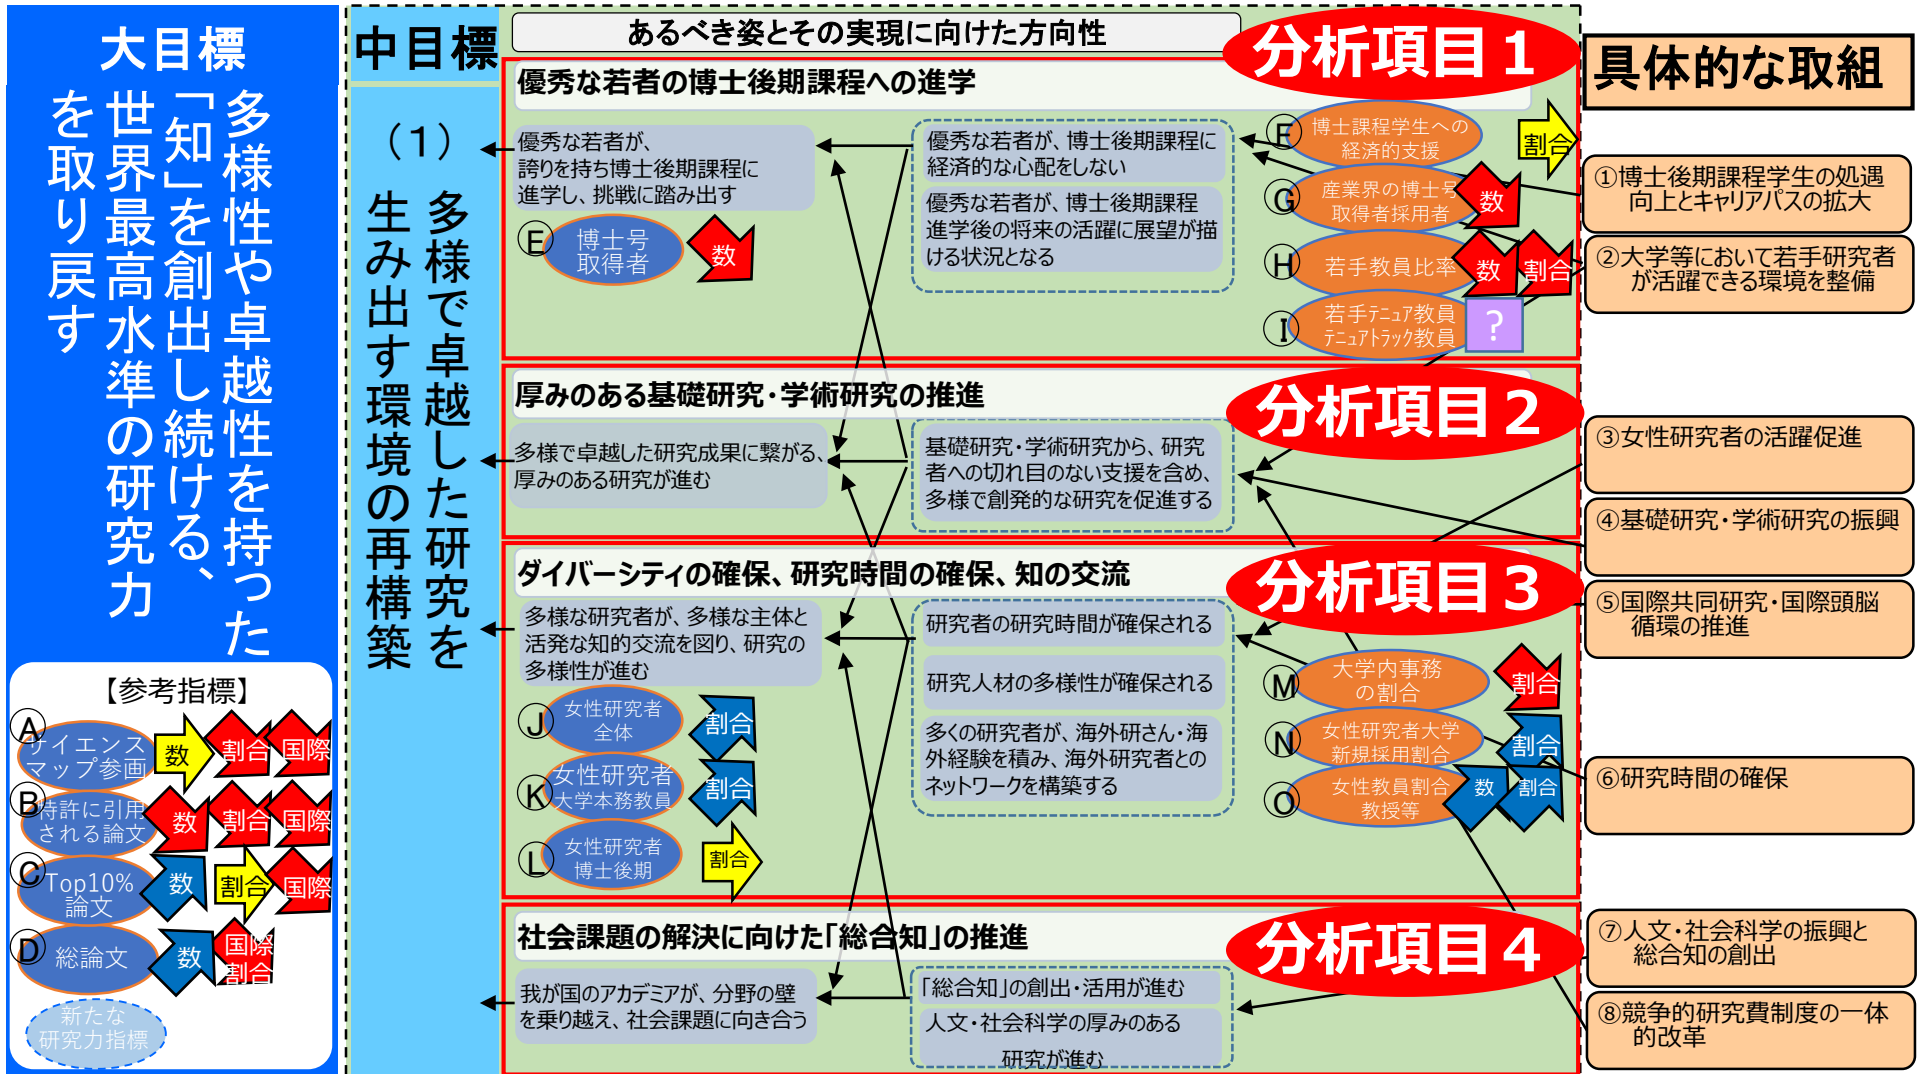 大目標
多様性や卓越性を持った
「知」を創出し続ける、
世界最高水準の研究力
を取り戻す
【参考指標】
A
サイエンス
マップ参画
数
割合
国際
B
特許に引用
される論文
数
割合
国際
C
Top10%
論文
数
割合
国際
D
総論文
数
国際
割合
新たな
研究力指標
中目標
(1)
多様で卓越した研究を
生み出す環境の再構築
あるべき姿とその実現に向けた方向性
分析項目1
優秀な若者の博士後期課程への進学
優秀な若者が、
誇りを持ち博士後期課程に
進学し、挑戦に踏み出す
E
博士号
取得者
数
優秀な若者が、博士後期課程に
経済的な心配をしない
優秀な若者が、博士後期課程
進学後の将来の活躍に展望が描
ける状況となる
F
博士課程学生への
経済的支援
割合
G
産業界の博士号
取得者採用者
数
H
若手教員比率
数
割合
I
若手テニュア教員
テニュアトラック教員
?
分析項目2
厚みのある基礎研究・学術研究の推進
多様で卓越した研究成果に繋がる、
厚みのある研究が進む
基礎研究・学術研究から、研究
者への切れ目のない支援を含め、
多様で創発的な研究を促進する
分析項目3
ダイバーシティの確保、研究時間の確保、知の交流
多様な研究者が、多様な主体と
活発な知的交流を図り、研究の
多様性が進む
J
女性研究者
全体
割合
K
女性研究者
大学本務教員
割合
L
女性研究者
博士後期
割合
研究者の研究時間が確保される
研究人材の多様性が確保される
多くの研究者が、海外研さん・海
外経験を積み、海外研究者との
ネットワークを構築する
M
大学内事務
の割合
割合
N
女性研究者大学
新規採用割合
割合
O
女性教員割合
教授等
数
割合
分析項目4
社会課題の解決に向けた「総合知」の推進
我が国のアカデミアが、分野の壁
を乗り越え、社会課題に向き合う
「総合知」の創出・活用が進む
人文・社会科学の厚みのある
研究が進む
具体的な取組
①博士後期課程学生の処遇
向上とキャリアパスの拡大
②大学等において若手研究者
が活躍できる環境を整備
③女性研究者の活躍促進
④基礎研究・学術研究の振興
⑤国際共同研究・国際頭脳
循環の推進
⑥研究時間の確保
⑦人文・社会科学の振興と
総合知の創出
⑧競争的研究費制度の一体
的改革